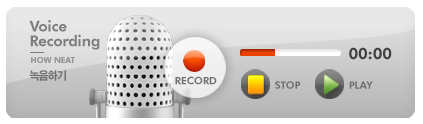 Voice
Recording
HOW NEAT
녹음하기
RECORD
00:00
STOP
PLAY